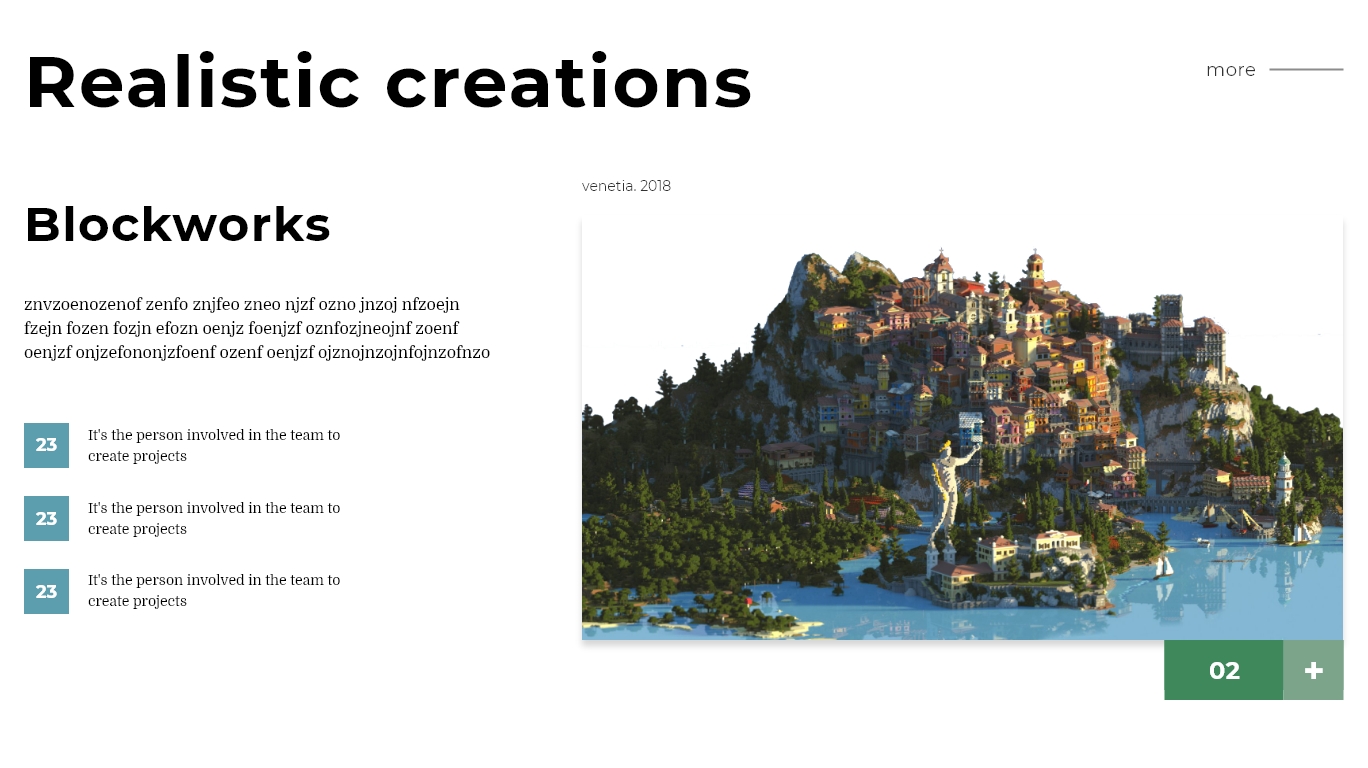 Realistic creations
more
venetia. 2018
Blockworks
znvzoenozenof zenfo znjfeo zneo njzf ozno jnzoj nfzoejn
fzejn fozen fozjn efozn oenjz foenjzf oznfozjneojnf zoenf
oenjzf onjzefononjzfoenf ozenf oenjzf ojznojnzojnfojnzofnzo
23
It's the person involved in the team to
create projects
23
It's the person involved in the team to
create projects
23
It's the person involved in the team to
create projects
02
+